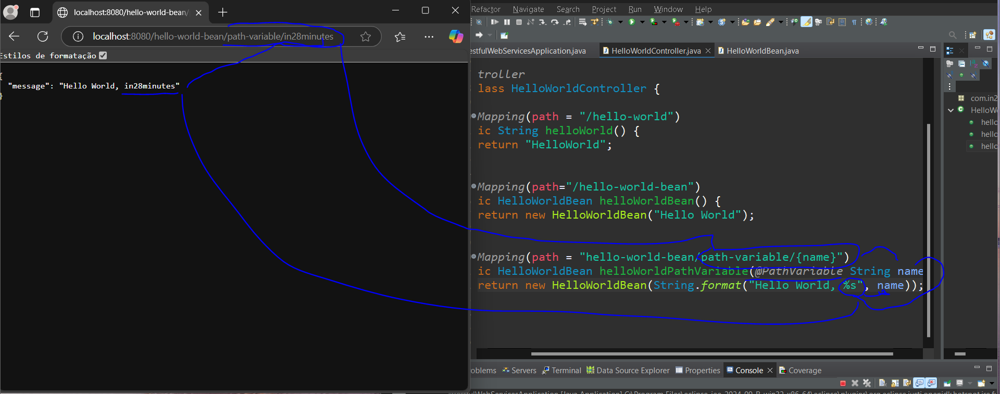 localhost:8080/hello-world-bean/
localhost:8080/hello-world-bean/path-variable/in28minutes
Estilos de formatação
{
"message": "Hello World, in28minutes"
}
Refactor Navigate Search Project Run Window Help
estfulWebServicesApplication.java HelloWorldController.java HelloWorldBean.java
troller
lass HelloWorldController {
Mapping(path = "/hello-world")
ic String helloWorld() {
return "HelloWorld";
Mapping(path="/hello-world-bean")
ic HelloWorldBean helloWorldBean() {
return new HelloWorldBean("Hello World");
Mapping(path = "hello-world-bean/path-variable/{name}")
ic HelloWorldBean helloWorldPathVariable(@PathVariable String name
return new HelloWorldBean(String.format("Hello World, %s", name));
com.in2
HelloWo
hello
hello
hello
oblems Servers Terminal Data Source Explorer Properties Console Coverage